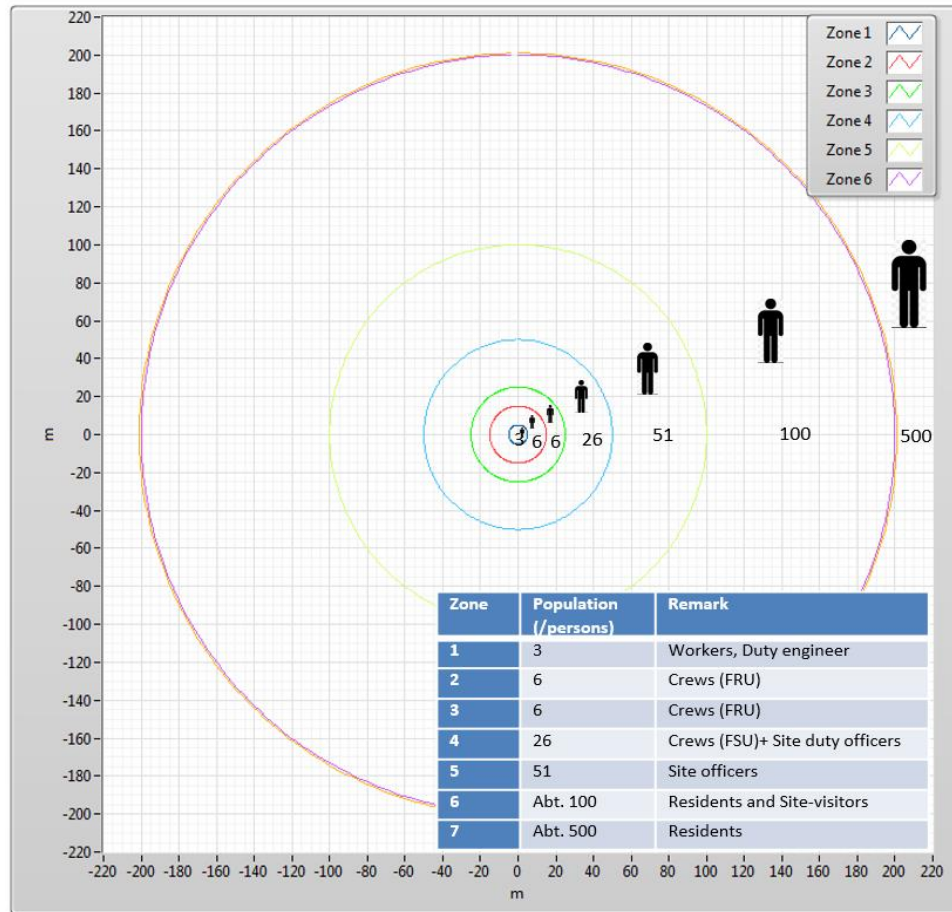 220
200
180
160
140
120
100
80
60
40
20
0
-20
-40
-60
-80
-100
-120
-140
-160
-180
-200
-220
m
Zone 1
Zone 2
Zone 3
Zone 4
Zone 5
Zone 6
3 6 6 26 51 100 500
Zone Population (/persons) Remark
1 3 Workers, Duty engineer
2 6 Crews (FRU)
3 6 Crews (FRU)
4 26 Crews (FSU)+ Site duty officers
5 51 Site officers
6 Abt. 100 Residents and Site-visitors
7 Abt. 500 Residents
-220 -200 -180 -160 -140 -120 -100 -80 -60 -40 -20 0 20 40 60 80 100 120 140 160 180 200 220
m